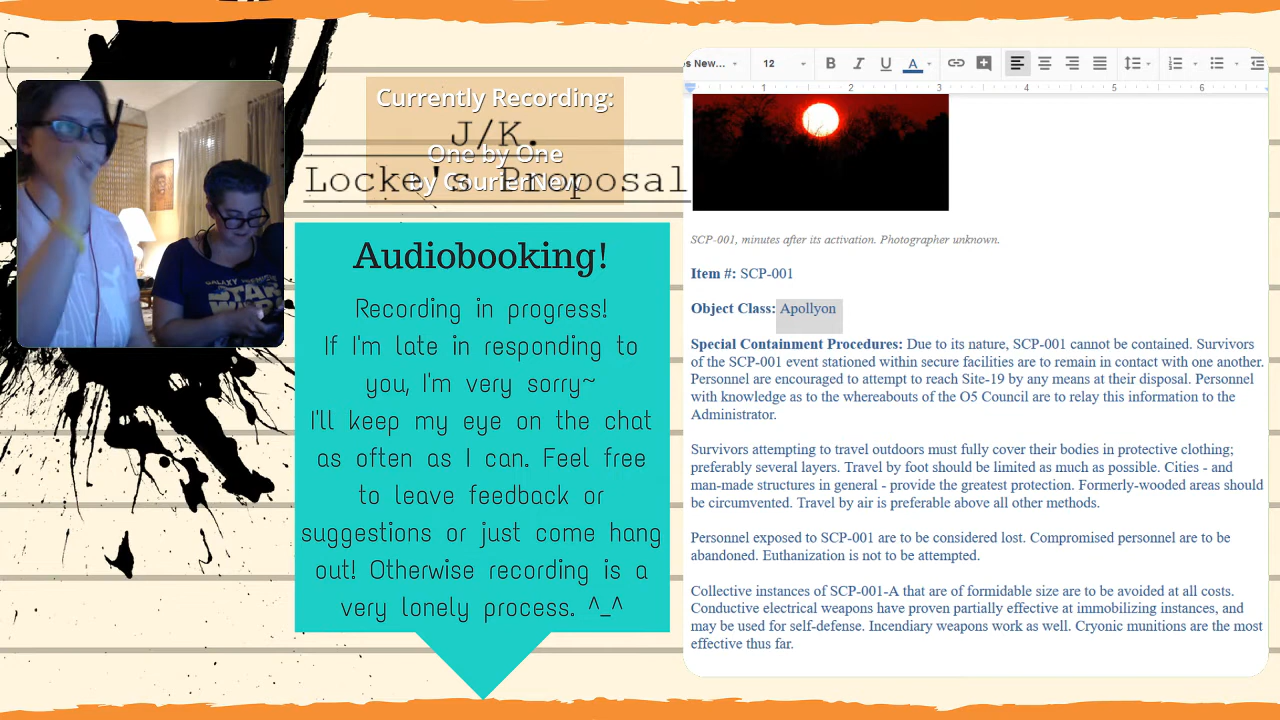 Currently Recording:
J/K.
One by One
Locke's Proposal
by CourierNew
Audiobooking!
Recording in progress!
If I'm late in responding to
you, I'm very sorry~
I'll keep my eye on the chat
as often as I can. Feel free
to leave feedback or
suggestions or just come hang
out! Otherwise recording is a
very lonely process. ^_^
GALAXY
STAR
WARS
s New... 12 B I U A
1 2 3 4 5 6
SCP-001, minutes after its activation. Photographer unknown.
Item #: SCP-001
Object Class: Apollyon
Special Containment Procedures: Due to its nature, SCP-001 cannot be contained. Survivors
of the SCP-001 event stationed within secure facilities are to remain in contact with one another.
Personnel are encouraged to attempt to reach Site-19 by any means at their disposal. Personnel
with knowledge as to the whereabouts of the O5 Council are to relay this information to the
Administrator.
Survivors attempting to travel outdoors must fully cover their bodies in protective clothing;
preferably several layers. Travel by foot should be limited as much as possible. Cities - and
man-made structures in general - provide the greatest protection. Formerly-wooded areas should
be circumvented. Travel by air is preferable above all other methods.
Personnel exposed to SCP-001 are to be considered lost. Compromised personnel are to be
abandoned. Euthanization is not to be attempted.
Collective instances of SCP-001-A that are of formidable size are to be avoided at all costs.
Conductive electrical weapons have proven partially effective at immobilizing instances, and
may be used for self-defense. Incendiary weapons work as well. Cryonic munitions are the most
effective thus far.